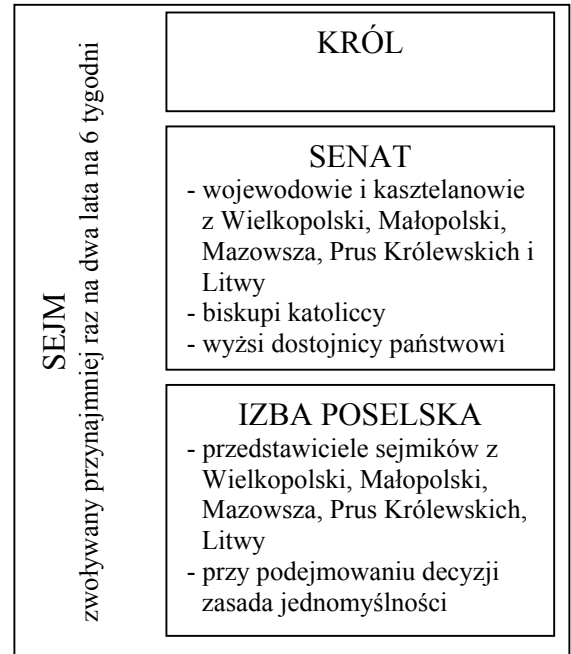 SEJM
zwoływany przynajmniej raz na dwa lata na 6 tygodni
KRÓL
SENAT
- wojewodowie i kasztelanowie
z Wielkopolski, Małopolski,
Mazowsza, Prus Królewskich i
Litwy
- biskupi katoliccy
- wyżsi dostojnicy państwowi
IZBA POSELSKA
- przedstawiciele sejmików z
Wielkopolski, Małopolski,
Mazowsza, Prus Królewskich,
Litwy
- przy podejmowaniu decyzji
zasada jednomyślności